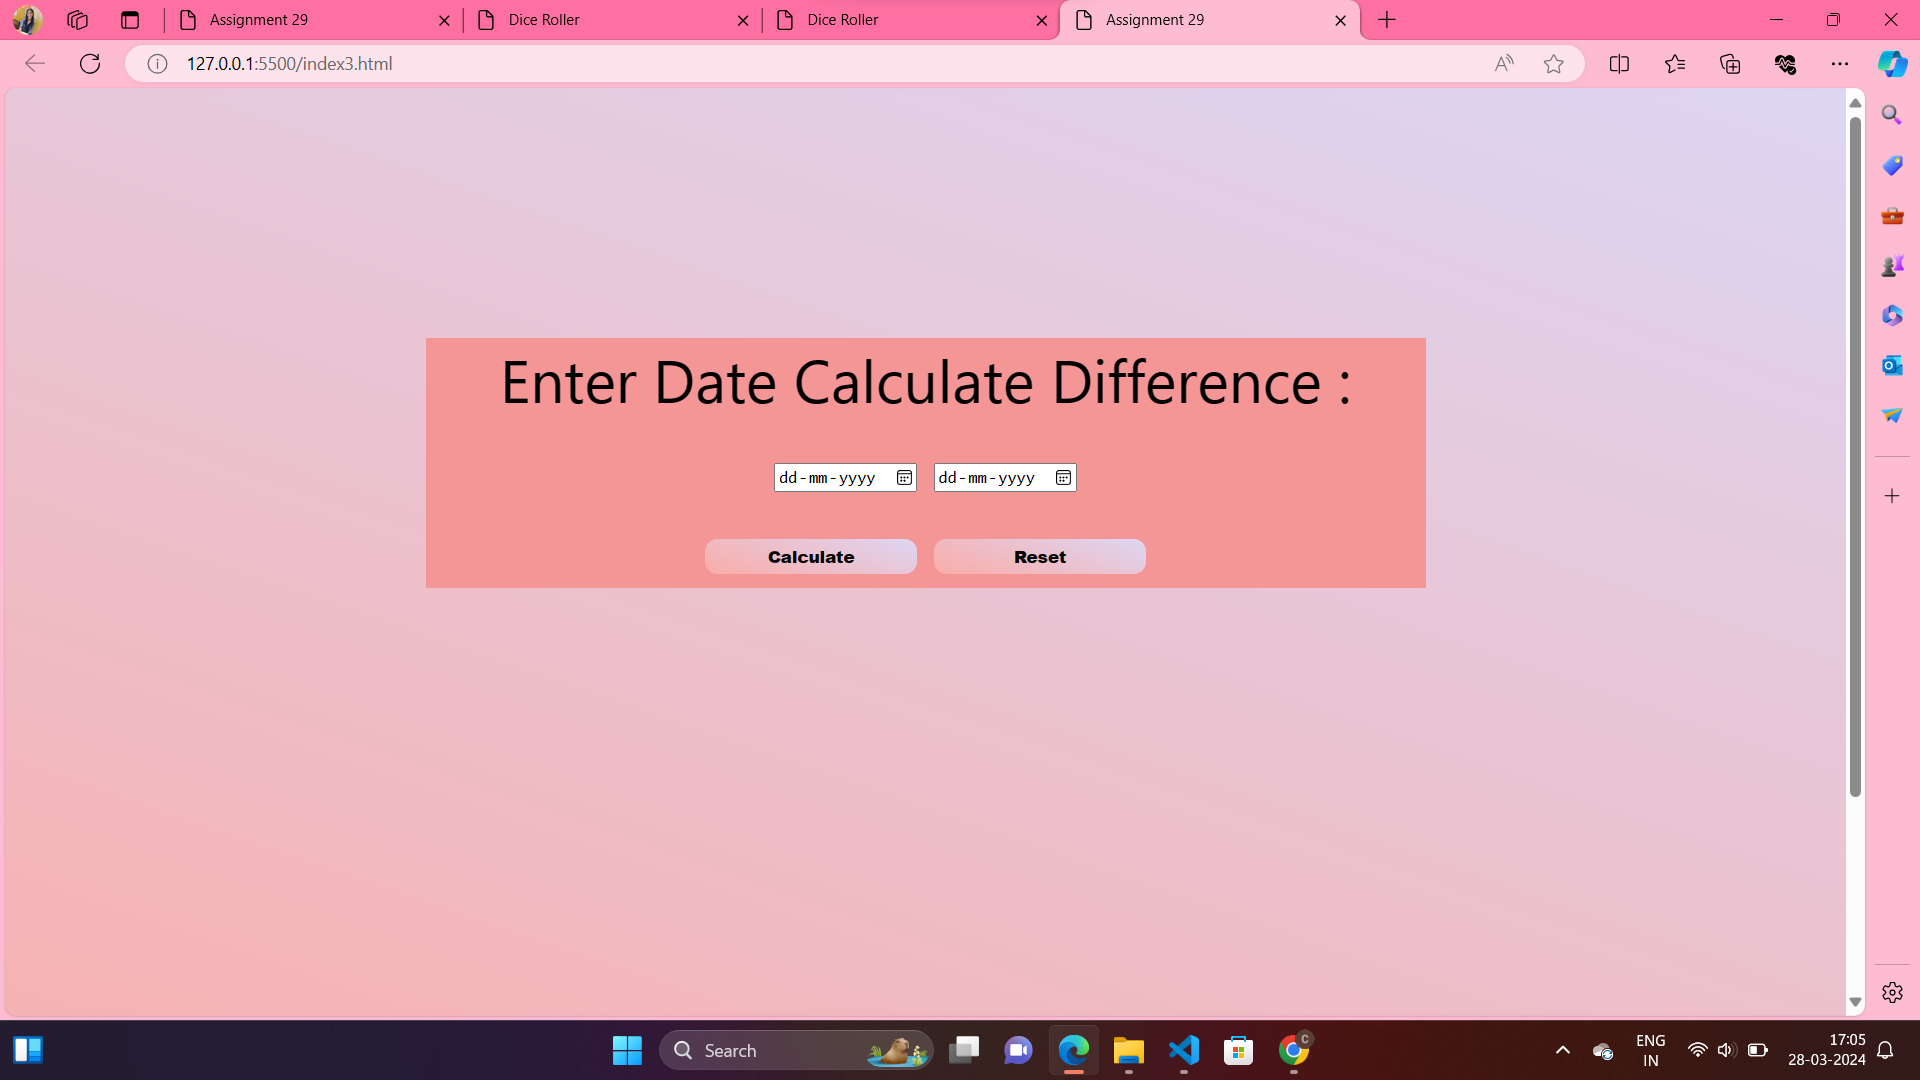 Assignment 29
Dice Roller
Dice Roller
Assignment 29
127.0.0.1:5500/index3.html
Enter Date Calculate Difference :
dd-mm-yyyy
dd-mm-yyyy
Calculate
Reset
Search
C
ENG
IN
17:05
28-03-2024